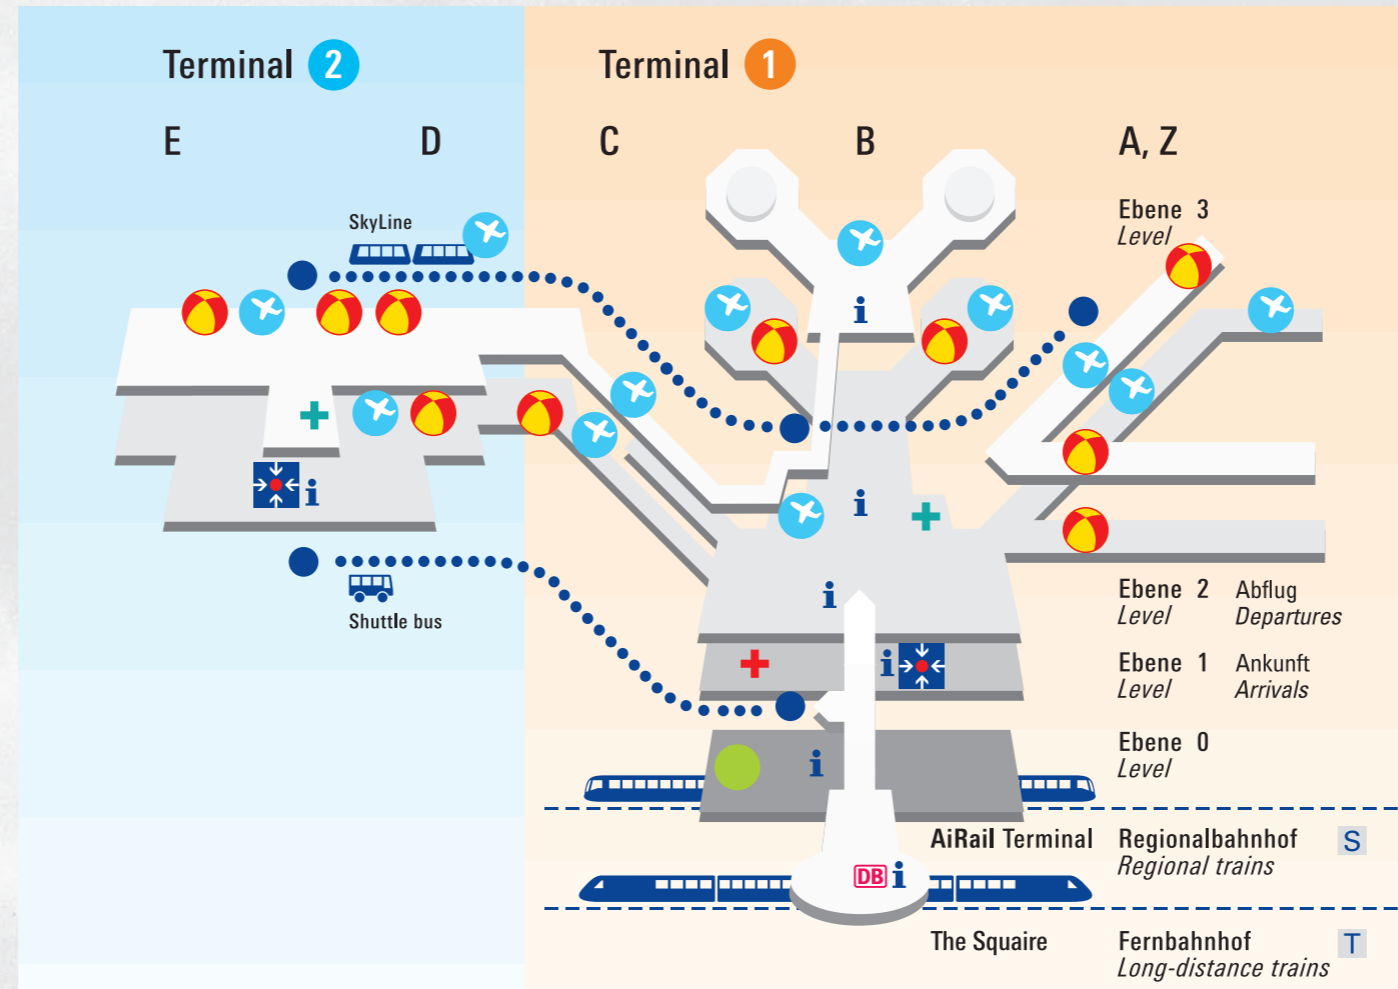 Terminal 2
Terminal 1
E
D
C
B
A, Z
SkyLine
Ebene 3
Level
i
i
i
i
Shuttle bus
Ebene 2 Abflug
Level Departures
i
Ebene 1 Ankunft
Level Arrivals
Ebene 0
Level
i
AiRail Terminal
Regionalbahnhof S
Regional trains
DB i
The Squaire
Fernbahnhof T
Long-distance trains